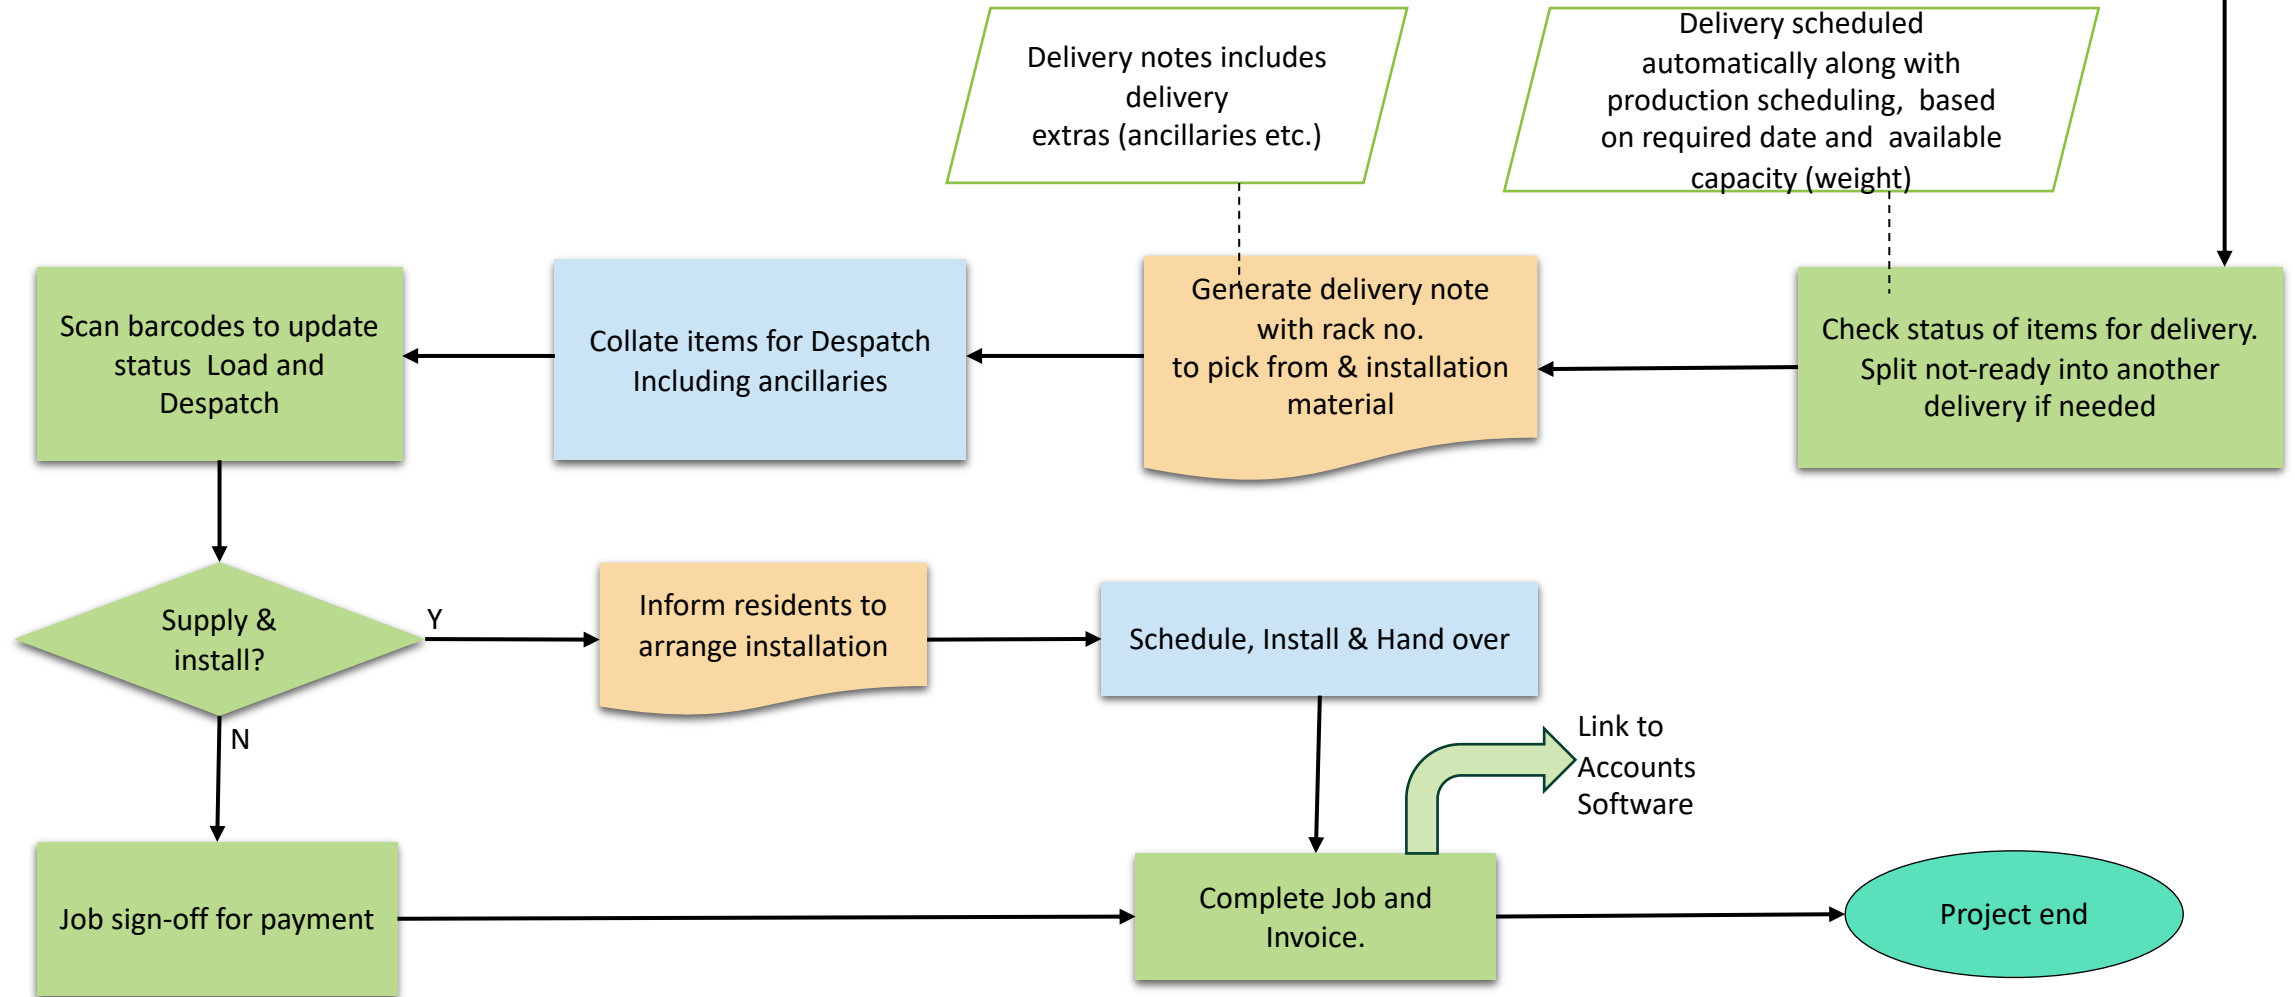 Delivery notes includes
delivery
extras (ancillaries etc.)
Delivery scheduled
automatically along with
production scheduling, based
on required date and available
capacity (weight)
Scan barcodes to update
status Load and
Despatch
Collate items for Despatch
Including ancillaries
Generate delivery note
with rack no.
to pick from & installation
material
Check status of items for delivery.
Split not-ready into another
delivery if needed
Supply &
install?
Y
N
Inform residents to
arrange installation
Schedule, Install & Hand over
Link to
Accounts
Software
Job sign-off for payment
Complete Job and
Invoice.
Project end